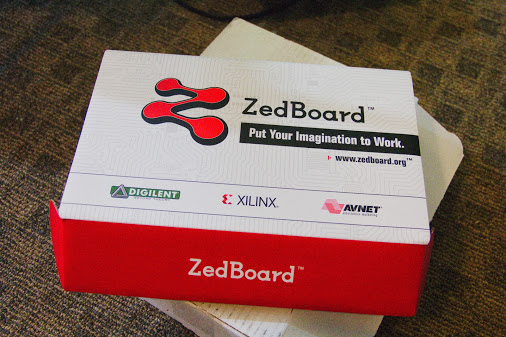 ZedBoard™
Put Your Imagination to Work.
www.zedboard.org™
DIGILENT
XILINX
AVNET
ZedBoard™